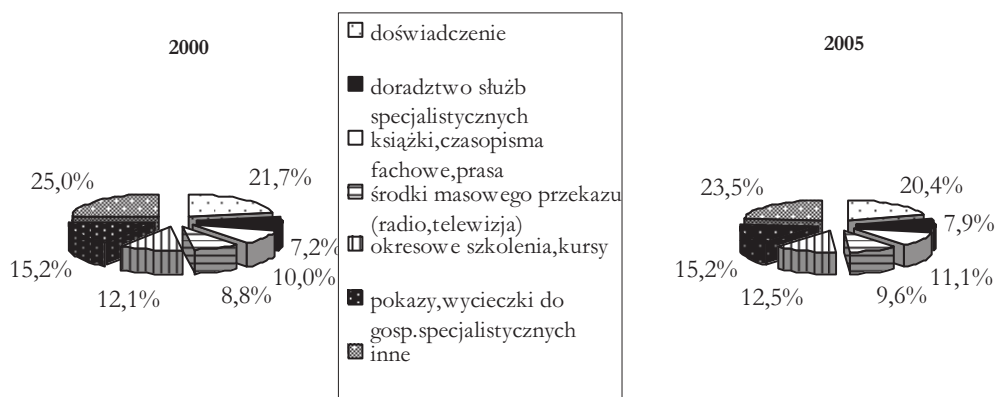 2000
25,0%
21,7%
7,2%
10,0%
8,8%
12,1%
15,2%
doświadczenie
doradztwo służb
specjalistycznych
książki,czasopisma
fachowe,prasa
środki masowego przekazu
(radio,telewizja)
okresowe szkolenia,kursy
pokazy,wycieczki do
gosp.specjalistycznych
inne
2005
23,5%
20,4%
7,9%
11,1%
9,6%
12,5%
15,2%